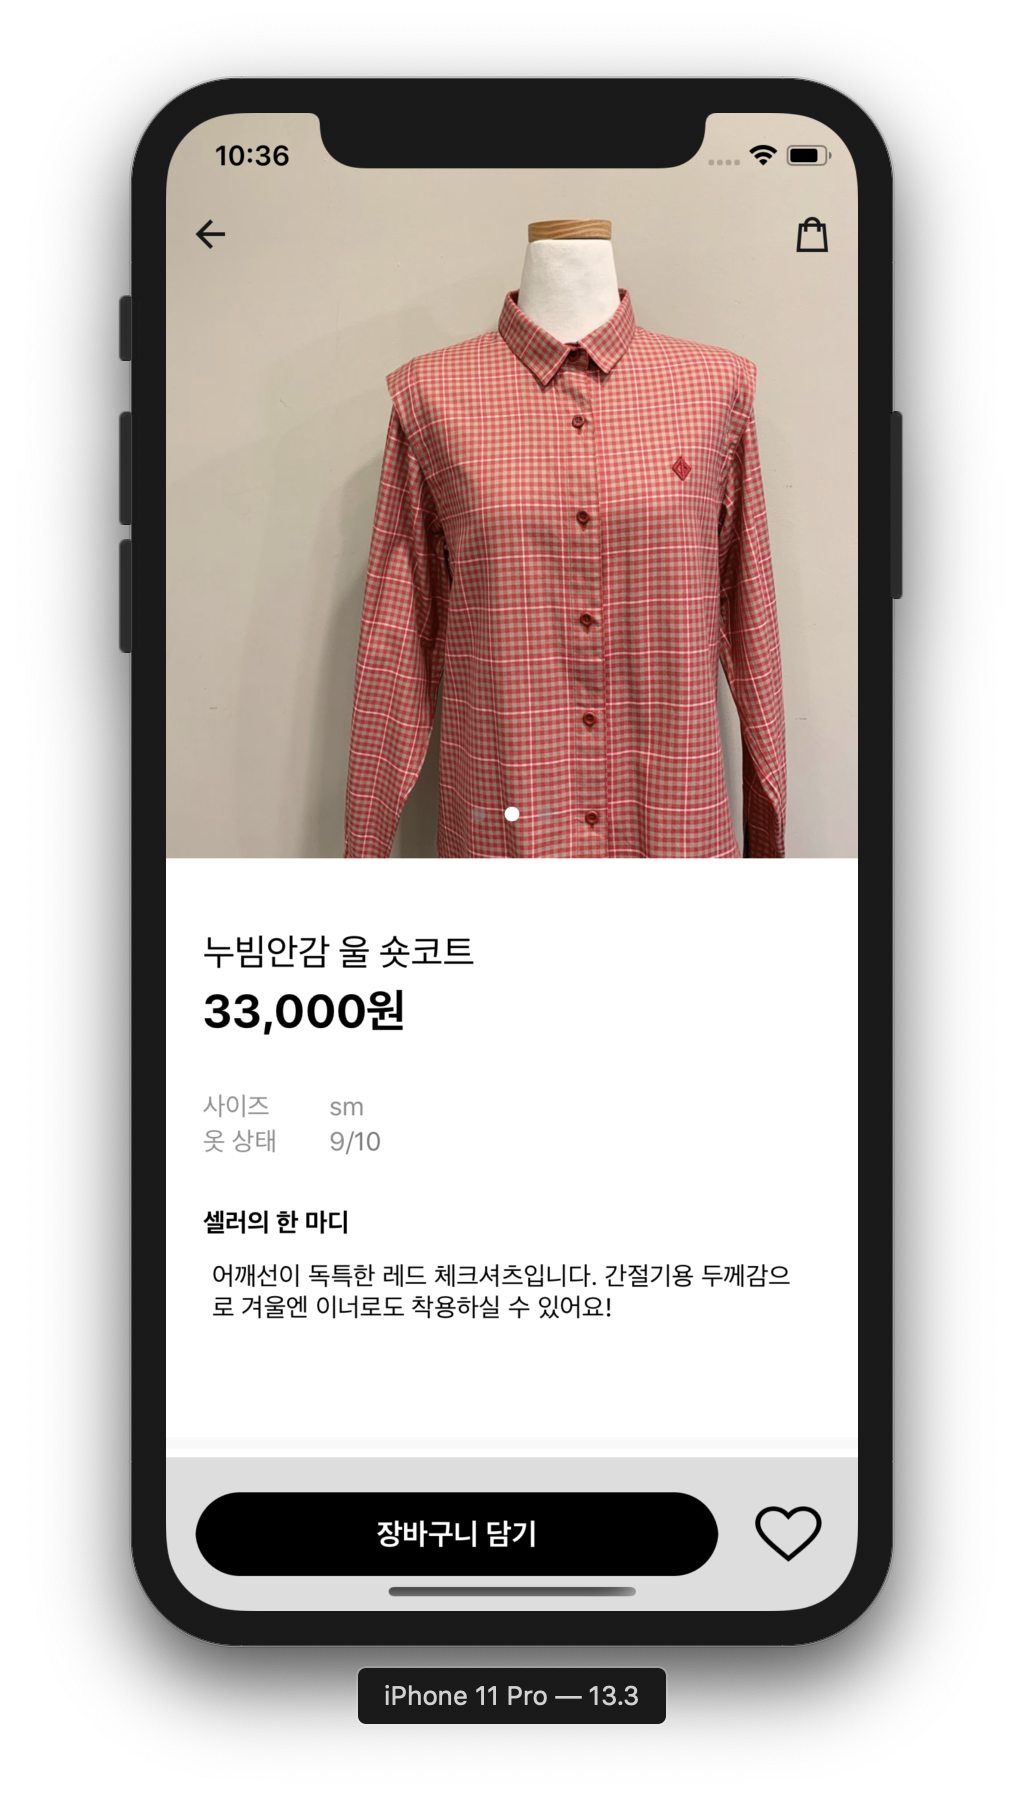 10:36
누빔안감 울 숏코트
33,000원
사이즈 sm
옷 상태 9/10
셀러의 한 마디
어깨선이 독특한 레드 체크셔츠입니다. 간절기용 두께감으
로 겨울엔 이너로도 착용하실 수 있어요!
장바구니 담기
iPhone 11 Pro — 13.3